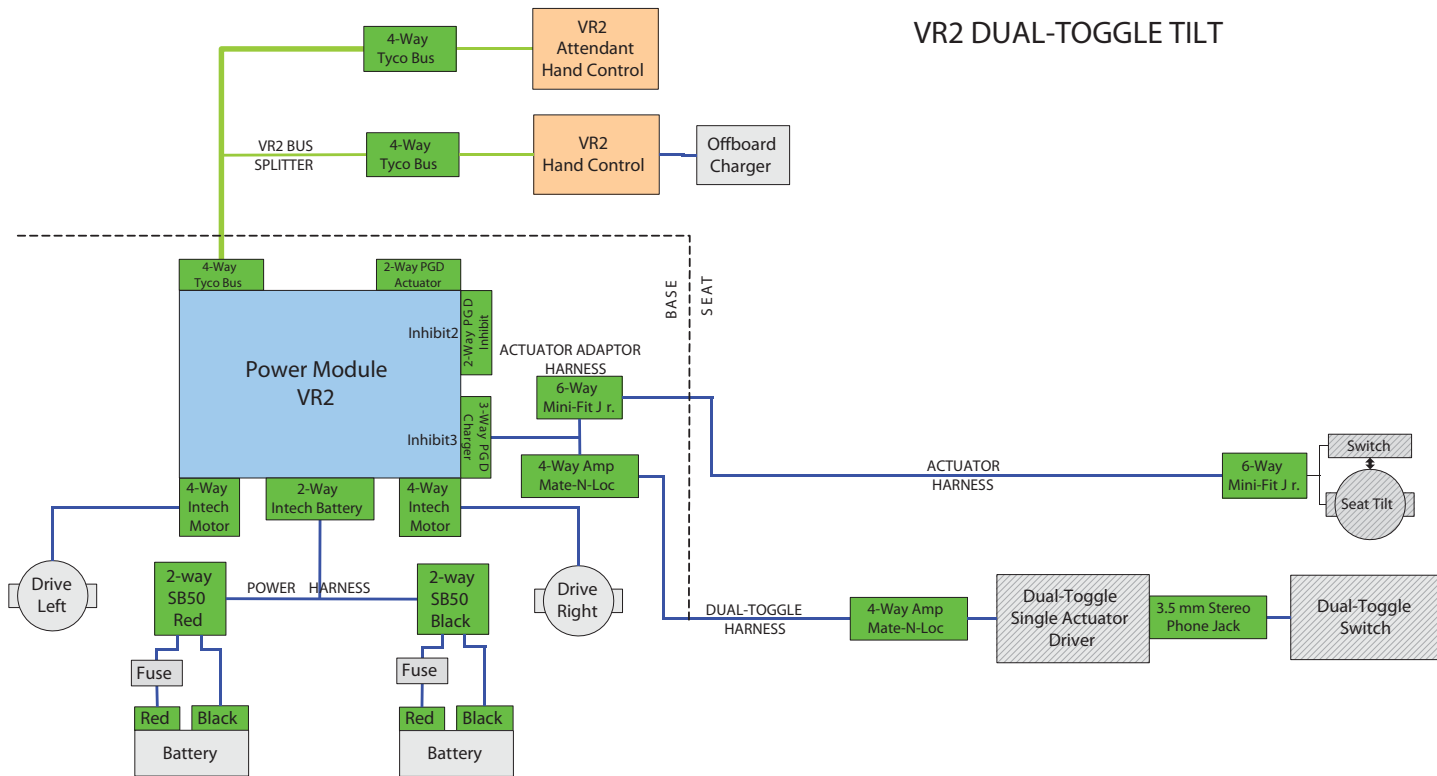 VR2 DUAL-TOGGLE TILT
4-Way
Tyco Bus
VR2
Attendant
Hand Control
VR2 BUS
SPLITTER
4-Way
Tyco Bus
VR2
Hand Control
Offboard
Charger
4-Way
Tyco Bus
2-Way PGD
Actuator
BASE
SEAT
Power Module
VR2
Inhibit2
2-Way PGD
Inhibit
Inhibit3
3-Way PGD
Charger
ACTUATOR ADAPTOR
HARNESS
6-Way
Mini-Fit J r.
4-Way Amp
Mate-N-Loc
ACTUATOR
HARNESS
6-Way
Mini-Fit J r.
Switch
Seat Tilt
4-Way
Intech
Motor
2-Way
Intech Battery
4-Way
Intech
Motor
Drive
Left
2-way
SB50
Red
POWER HARNESS
2-way
SB50
Black
Drive
Right
DUAL-TOGGLE
HARNESS
4-Way Amp
Mate-N-Loc
Dual-Toggle
Single Actuator
Driver
3.5 mm Stereo
Phone Jack
Dual-Toggle
Switch
Fuse
Fuse
Red
Black
Battery
Red
Black
Battery